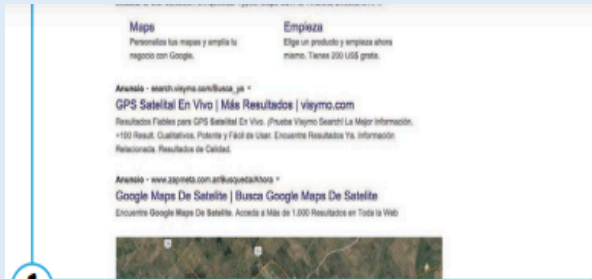 Maps
Empieza
Personaliza tus mapas y amplía tu
negocio con Google.
Elige un producto y empieza ahora
mismo. Tienes 200 US$ gratis.
Anuncio - search.visymo.com/Busca_ya
GPS Satelital En Vivo | Más Resultados | visymo.com
Resultados Fiables para GPS Satelital En Vivo. ¡Prueba Visymo Search! La Mejor Información.
+100 Result. Cualitativos. Potente y Fácil de Usar. Encuentre Resultados Ya. Información
Relacionada. Resultados de Calidad.
Anuncio - www.zapmeta.com.ar/Busqueda/Ahora
Google Maps De Satelite | Busca Google Maps De Satelite
Encuentre Google Maps De Satelite. Acceda a Más de 1.000 Resultados en Toda la Web